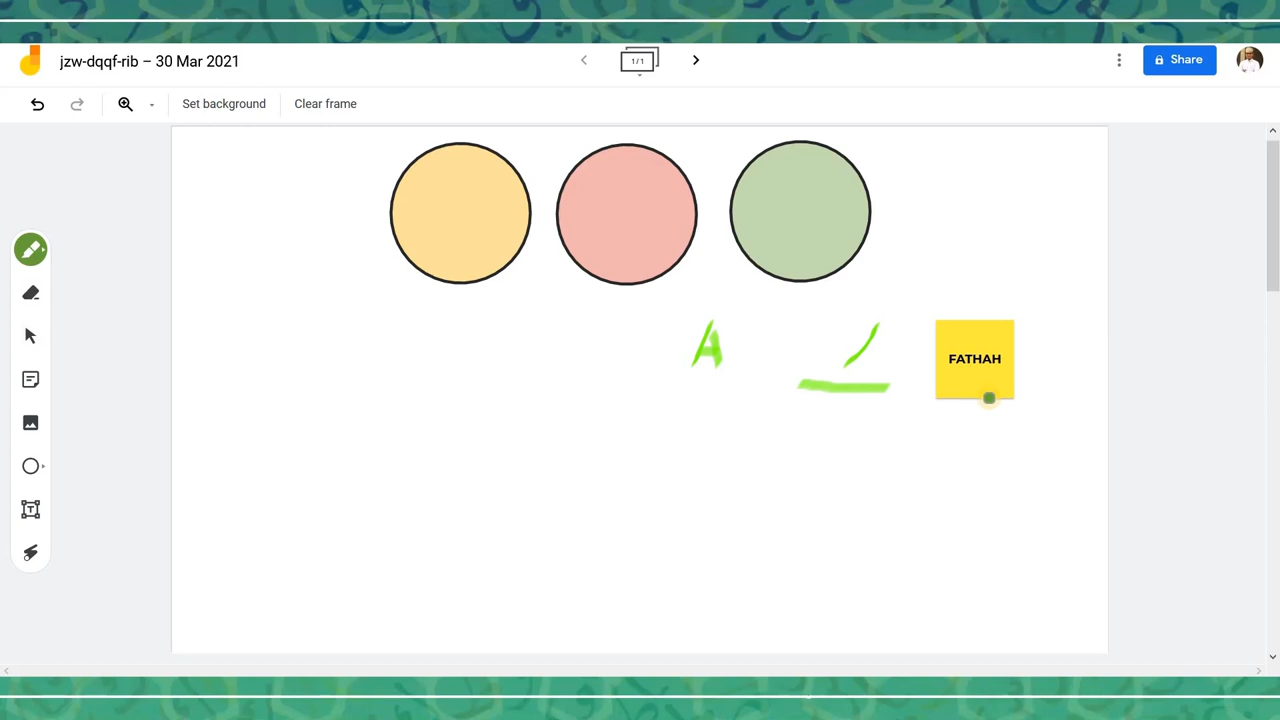 jzw-dqqf-rib – 30 Mar 2021
1/1
Share
Set background
Clear frame
A
FATHAH